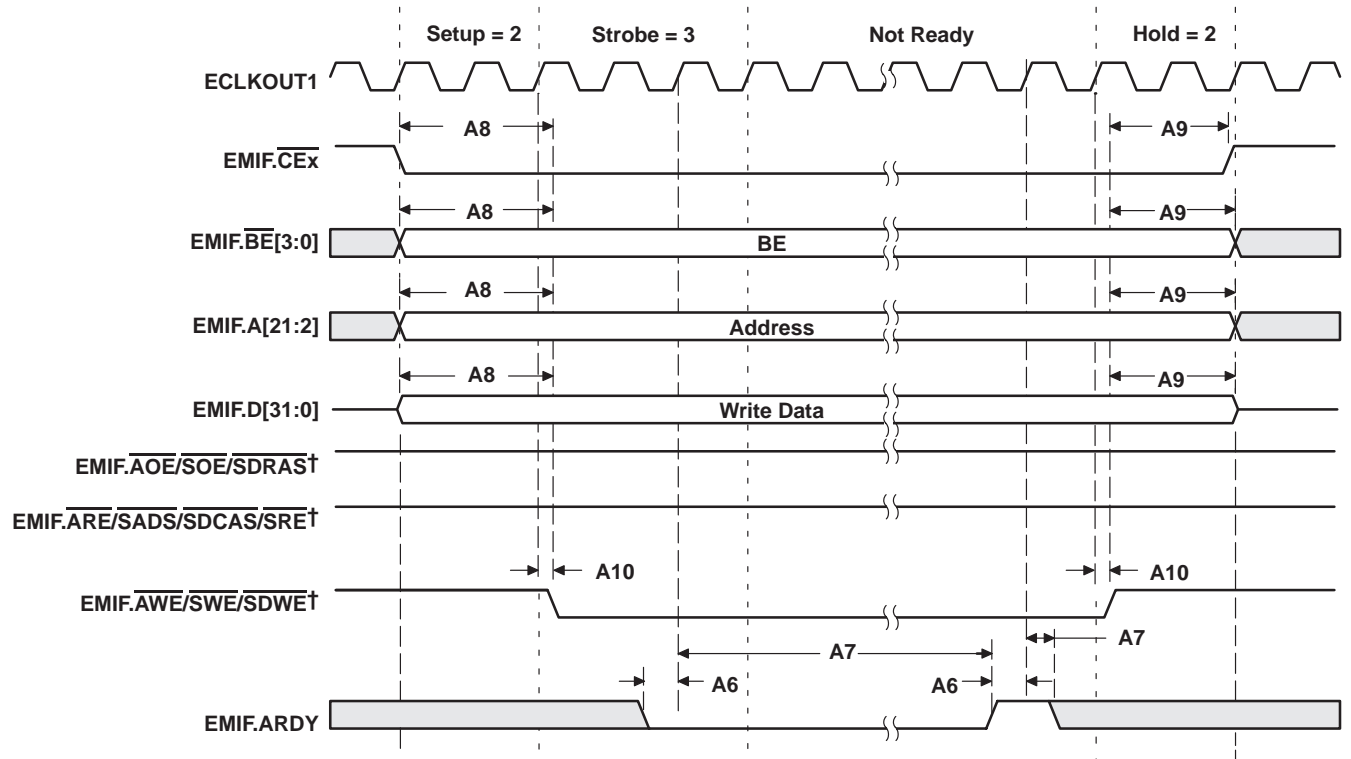 Setup = 2 Strobe = 3 Not Ready Hold = 2
ECLKOUT1
A8 A9
EMIF.CEx
A8 A9
EMIF.BE[3:0] BE
A8 A9
EMIF.A[21:2] Address
A8 A9
EMIF.D[31:0] Write Data
EMIF.AOE/SOE/SDRAS†
EMIF.ARE/SADS/SDCAS/SRE†
A10 A10
EMIF.AWE/SWE/SDWE†
A7 A7
A6 A6
EMIF.ARDY